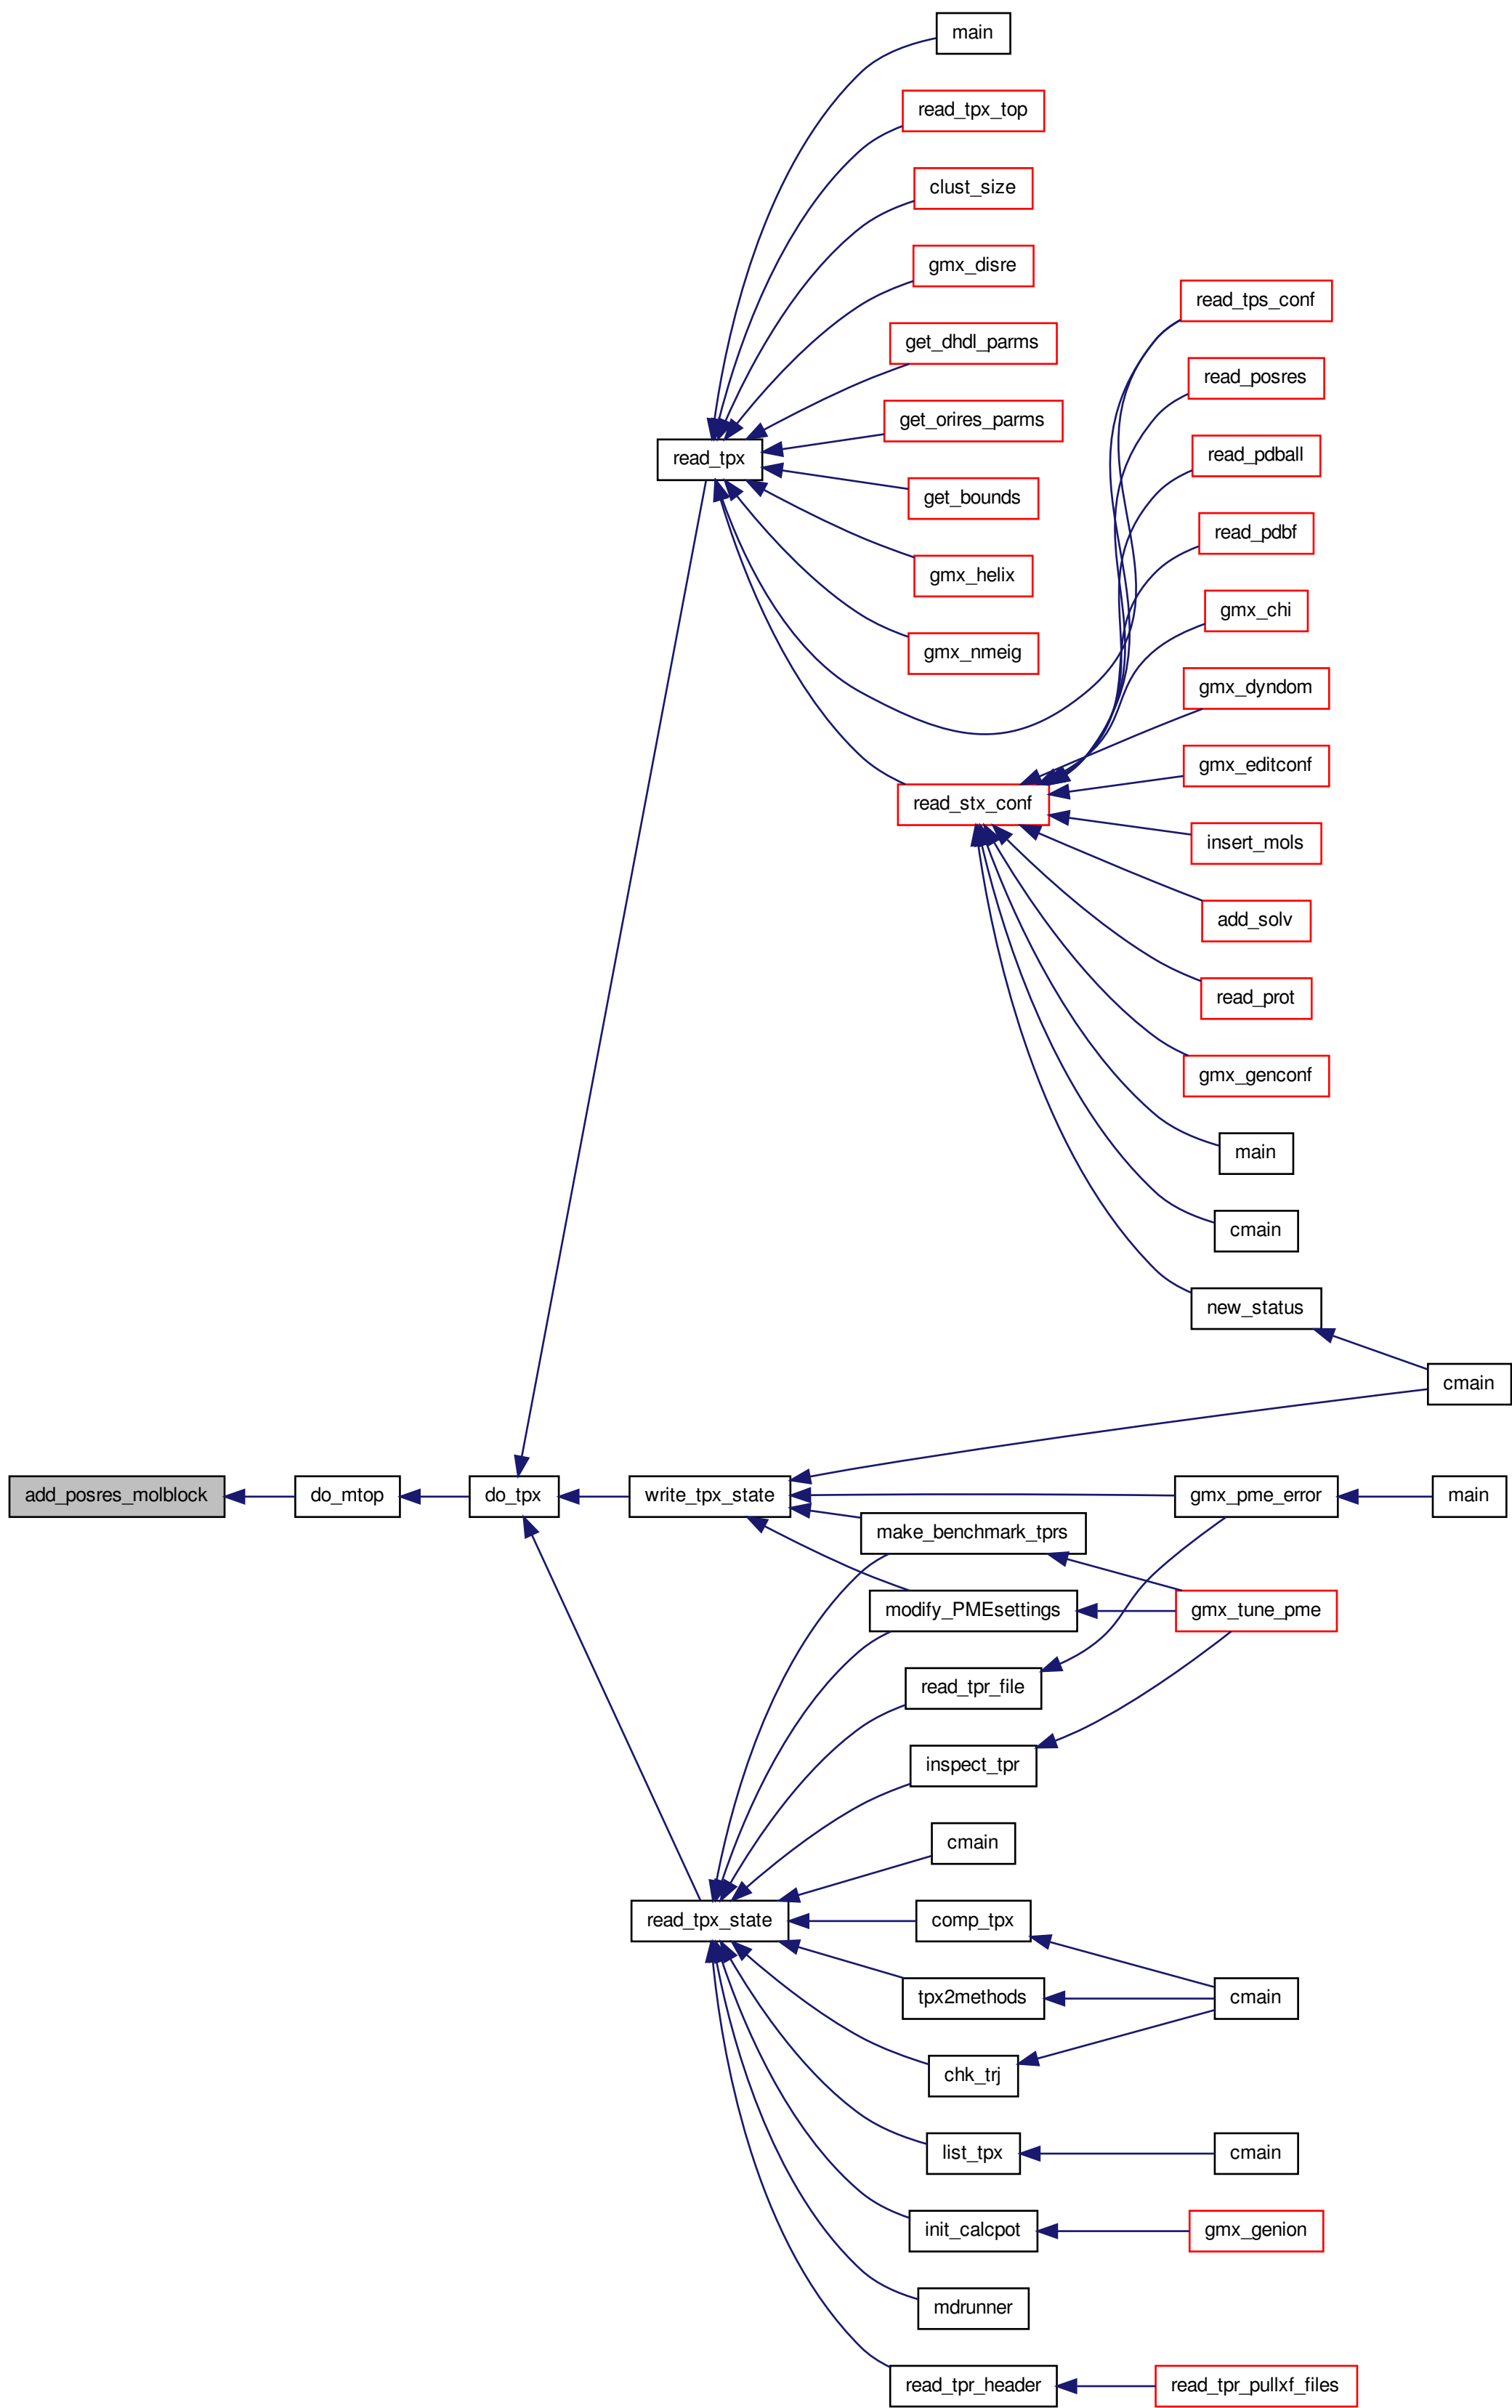 main
read_tpx_top
clust_size
gmx_disre
read_tps_conf
get_dhdl_parms
read_posres
get_orires_parms
read_tpx
read_pdball
get_bounds
read_pdbf
gmx_helix
gmx_chi
gmx_nmeig
gmx_dyndom
gmx_editconf
read_stx_conf
insert_mols
add_solv
read_prot
gmx_genconf
main
cmain
new_status
cmain
add_posres_molblock
do_mtop
do_tpx
write_tpx_state
gmx_pme_error
main
make_benchmark_tprs
modify_PMEsettings
gmx_tune_pme
read_tpr_file
inspect_tpr
cmain
read_tpx_state
comp_tpx
tpx2methods
cmain
chk_trj
list_tpx
cmain
init_calcpot
gmx_genion
mdrunner
read_tpr_header
read_tpr_pullxf_files